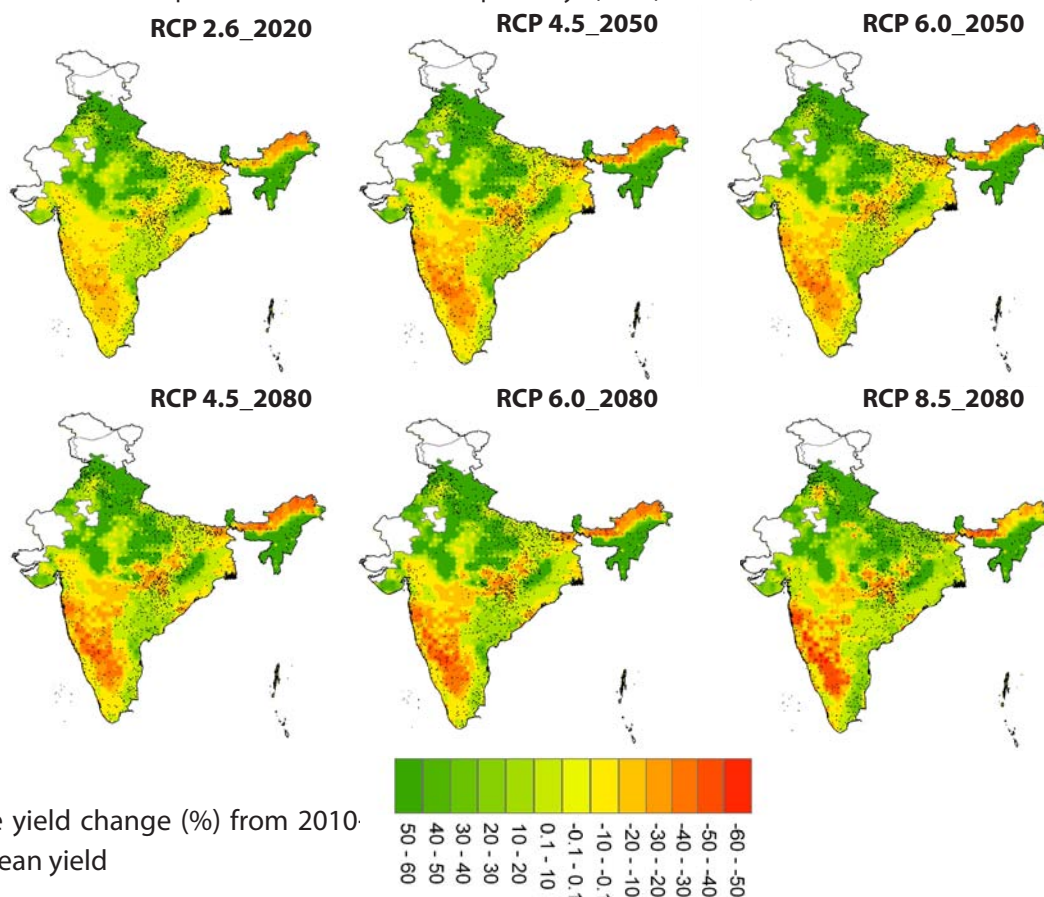 RCP 2.6_2020
RCP 4.5_2050
RCP 6.0_2050
RCP 4.5_2080
RCP 6.0_2080
RCP 8.5_2080
yield change (%) from 2010-
ean yield
50 - 60
40 - 50
30 - 40
20 - 30
10 - 20
0.1 - 10
-0.1 - 0.1
-10 - -0.1
-20 - -10
-30 - -20
-40 - -30
-50 - -40
-60 - -50